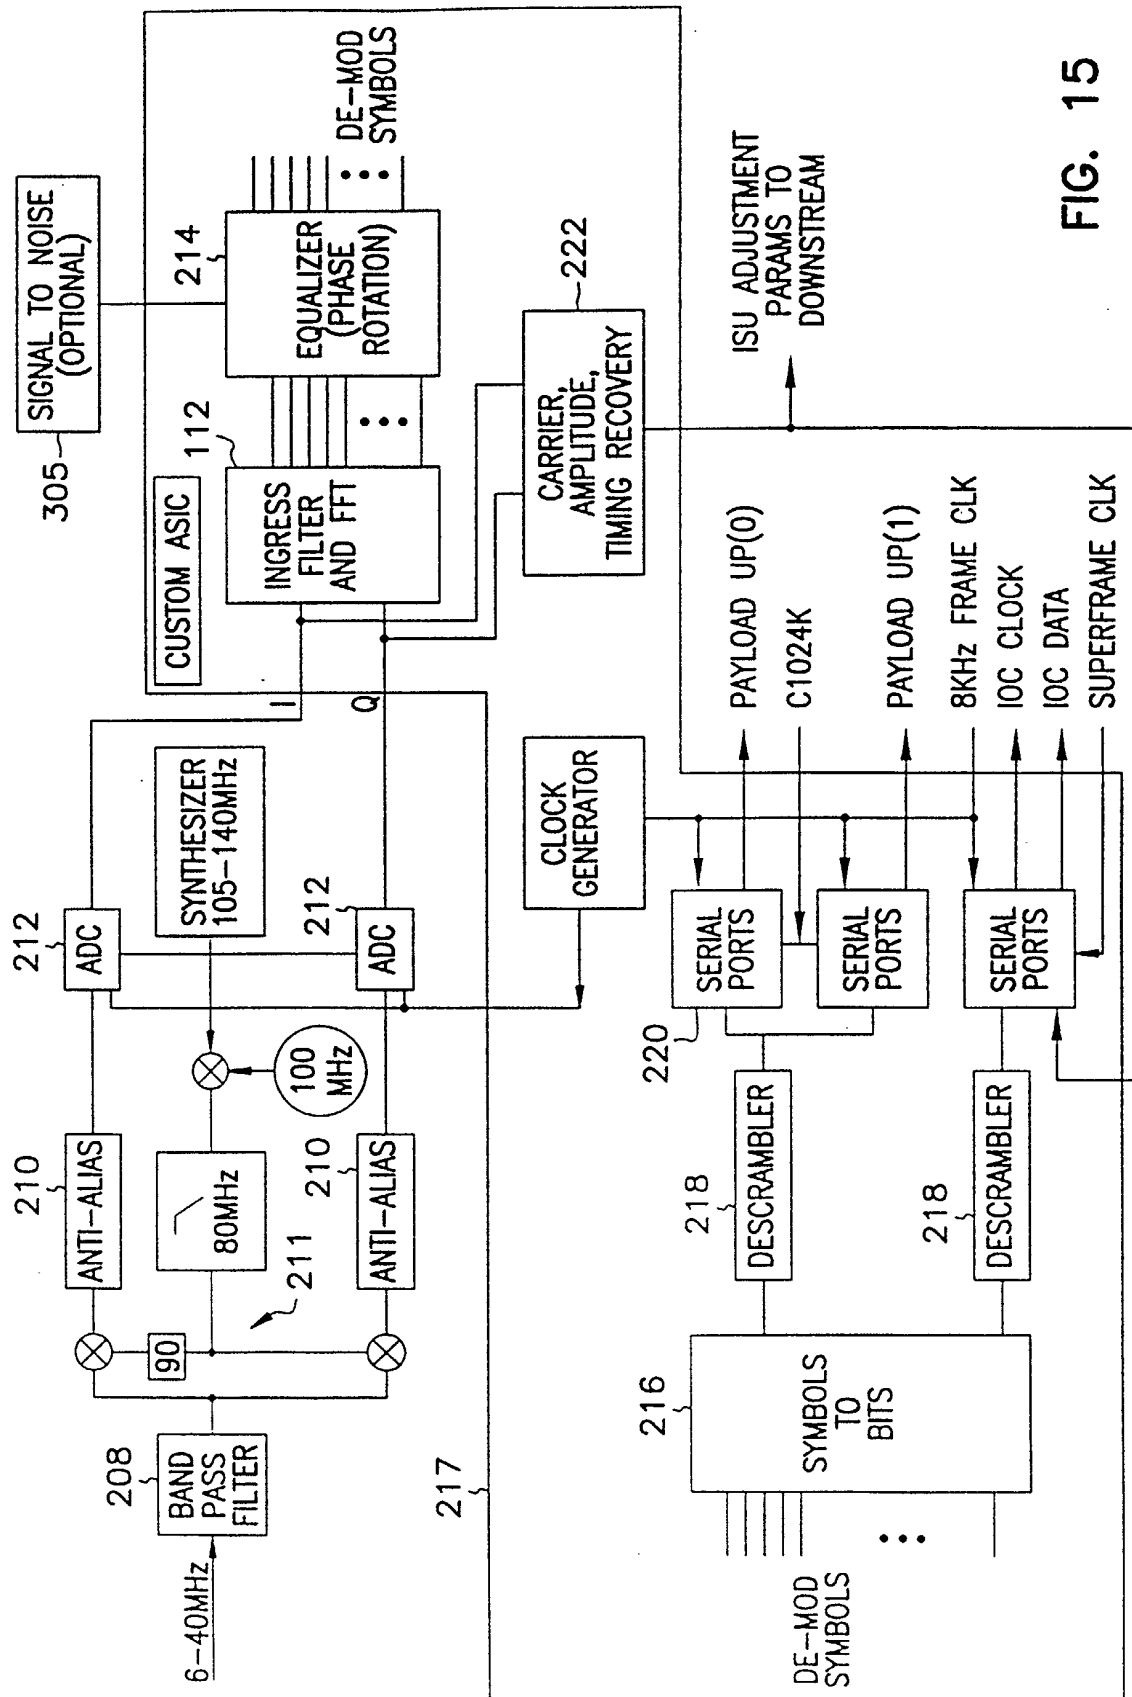 305
SIGNAL TO NOISE
(OPTIONAL)
CUSTOM ASIC
6-40MHz
208
BAND
PASS
FILTER
90
211
210
ANTI-ALIAS
80MHz
210
ANTI-ALIAS
100
MHz
212
ADC
SYNTHESIZER
105-140MHz
212
ADC
I
Q
112
INGRESS
FILTER
AND FFT
214
EQUALIZER
(PHASE
ROTATION)
DE-MOD
SYMBOLS
217
CLOCK
GENERATOR
222
CARRIER,
AMPLITUDE,
TIMING RECOVERY
ISU ADJUSTMENT
PARAMS TO
DOWNSTREAM
DE-MOD
SYMBOLS
216
SYMBOLS
TO
BITS
218
DESCRAMBLER
218
DESCRAMBLER
220
SERIAL
PORTS
SERIAL
PORTS
SERIAL
PORTS
PAYLOAD UP(0)
C1024K
PAYLOAD UP(1)
8KHz FRAME CLK
IOC CLOCK
IOC DATA
SUPERFRAME CLK
FIG. 15